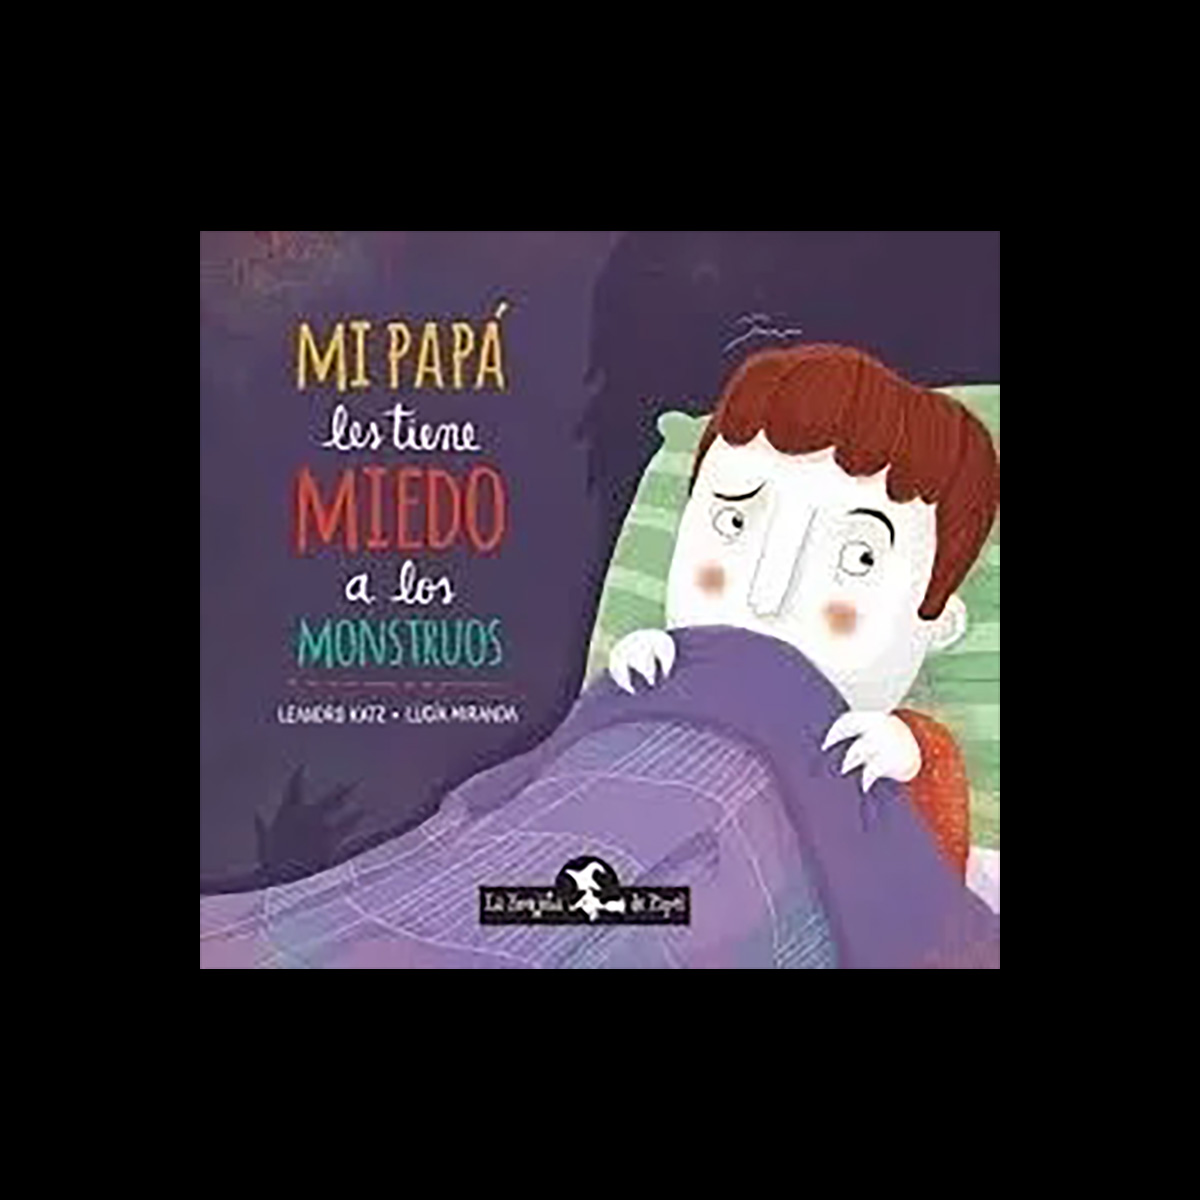 MI PAPÁ
les tiene
MIEDO
a los
MONSTRUOS
LEANDRO KATZ • LUCÍA MIRANDA
La Brujita de Papel